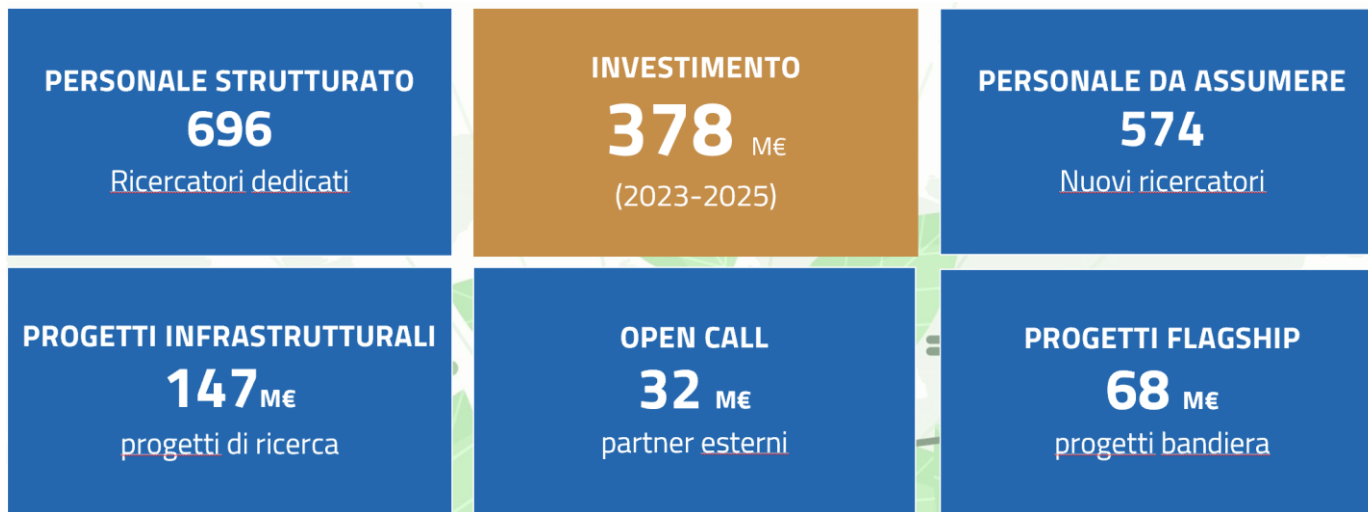 PERSONALE STRUTTURATO
696
Ricercatori dedicati
INVESTIMENTO
378 M€
(2023-2025)
PERSONALE DA ASSUMERE
574
Nuovi ricercatori
PROGETTI INFRASTRUTTURALI
147 M€
progetti di ricerca
OPEN CALL
32 M€
partner esterni
PROGETTI FLAGSHIP
68 M€
progetti bandiera